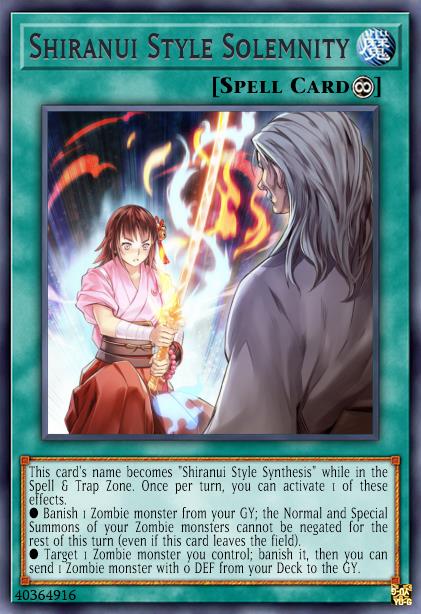 SHIRANUI STYLE SOLEMNITY 魔
[SPELL CARD]
This card's name becomes "Shiranui Style Synthesis" while in the
Spell & Trap Zone. Once per turn, you can activate 1 of these
effects.
● Banish 1 Zombie monster from your GY; the Normal and Special
Summons of your Zombie monsters cannot be negated for the
rest of this turn (even if this card leaves the field).
● Target 1 Zombie monster you control; banish it, then you can
send 1 Zombie monster with 0 DEF from your Deck to the GY.
40364916